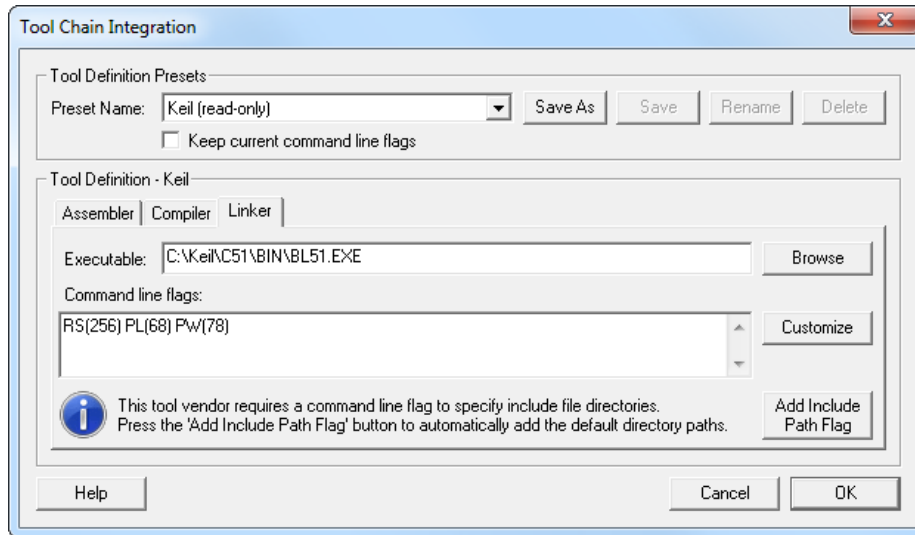 Tool Chain Integration
Tool Definition Presets
Preset Name: Keil (read-only) Save As Save Rename Delete
Keep current command line flags
Tool Definition - Keil
Assembler Compiler Linker
Executable: C:\Keil\C51\BIN\BL51.EXE Browse
Command line flags:
RS(256) PL(68) PW(78)
Customize
This tool vendor requires a command line flag to specify include file directories.
Press the 'Add Include Path Flag' button to automatically add the default directory paths.
Add Include
Path Flag
Help Cancel OK